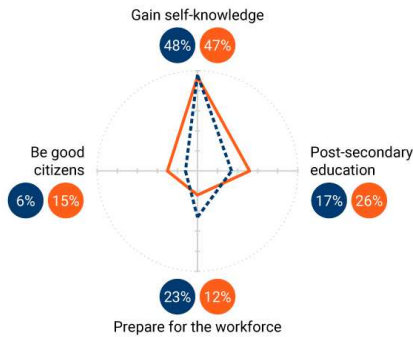 Gain self-knowledge
48% 47%
Be good
citizens
6% 15%
Post-secondary
education
17% 26%
23% 12%
Prepare for the workforce